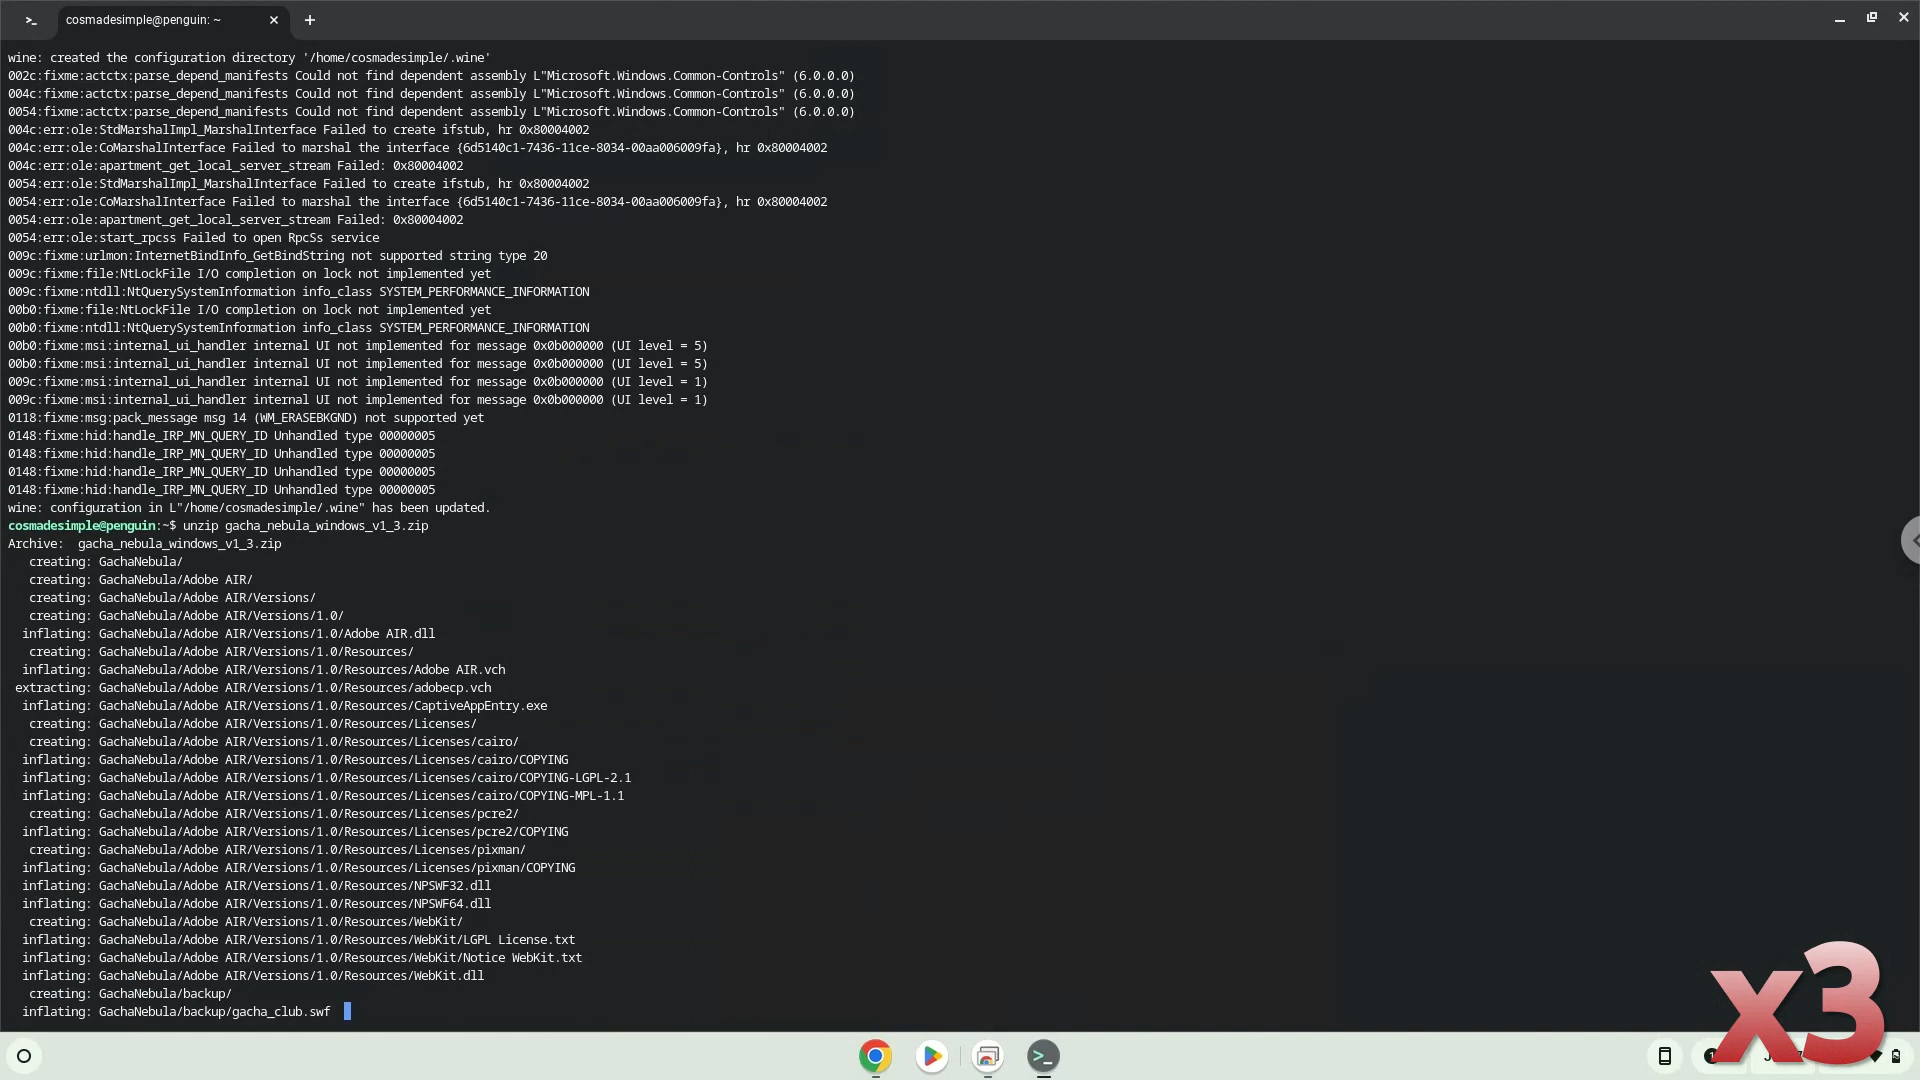 cosmadesimple@penguin: ~
wine: created the configuration directory '/home/cosmadesimple/.wine'
002c:fixme:actctx:parse_depend_manifests Could not find dependent assembly L"Microsoft.Windows.Common-Controls" (6.0.0.0)
004c:fixme:actctx:parse_depend_manifests Could not find dependent assembly L"Microsoft.Windows.Common-Controls" (6.0.0.0)
0054:fixme:actctx:parse_depend_manifests Could not find dependent assembly L"Microsoft.Windows.Common-Controls" (6.0.0.0)
004c:err:ole:StdMarshalImpl_MarshalInterface Failed to create ifstub, hr 0x80004002
004c:err:ole:CoMarshalInterface Failed to marshal the interface {6d5140c1-7436-11ce-8034-00aa006009fa}, hr 0x80004002
004c:err:ole:apartment_get_local_server_stream Failed: 0x80004002
0054:err:ole:StdMarshalImpl_MarshalInterface Failed to create ifstub, hr 0x80004002
0054:err:ole:CoMarshalInterface Failed to marshal the interface {6d5140c1-7436-11ce-8034-00aa006009fa}, hr 0x80004002
0054:err:ole:apartment_get_local_server_stream Failed: 0x80004002
0054:err:ole:start_rpcss Failed to open RpcSs service
009c:fixme:urlmon:InternetBindInfo_GetBindString not supported string type 20
009c:fixme:file:NtLockFile I/O completion on lock not implemented yet
009c:fixme:ntdll:NtQuerySystemInformation info_class SYSTEM_PERFORMANCE_INFORMATION
00b0:fixme:file:NtLockFile I/O completion on lock not implemented yet
00b0:fixme:ntdll:NtQuerySystemInformation info_class SYSTEM_PERFORMANCE_INFORMATION
00b0:fixme:msi:internal_ui_handler internal UI not implemented for message 0x0b000000 (UI level = 5)
00b0:fixme:msi:internal_ui_handler internal UI not implemented for message 0x0b000000 (UI level = 5)
009c:fixme:msi:internal_ui_handler internal UI not implemented for message 0x0b000000 (UI level = 1)
009c:fixme:msi:internal_ui_handler internal UI not implemented for message 0x0b000000 (UI level = 1)
0118:fixme:msg:pack_message msg 14 (WM_ERASEBKGND) not supported yet
0148:fixme:hid:handle_IRP_MN_QUERY_ID Unhandled type 00000005
0148:fixme:hid:handle_IRP_MN_QUERY_ID Unhandled type 00000005
0148:fixme:hid:handle_IRP_MN_QUERY_ID Unhandled type 00000005
0148:fixme:hid:handle_IRP_MN_QUERY_ID Unhandled type 00000005
wine: configuration in L"/home/cosmadesimple/.wine" has been updated.
cosmadesimple@penguin:~$ unzip gacha_nebula_windows_v1_3.zip
Archive:  gacha_nebula_windows_v1_3.zip
creating: GachaNebula/
creating: GachaNebula/Adobe AIR/
creating: GachaNebula/Adobe AIR/Versions/
creating: GachaNebula/Adobe AIR/Versions/1.0/
inflating: GachaNebula/Adobe AIR/Versions/1.0/Adobe AIR.dll
creating: GachaNebula/Adobe AIR/Versions/1.0/Resources/
inflating: GachaNebula/Adobe AIR/Versions/1.0/Resources/Adobe AIR.vch
extracting: GachaNebula/Adobe AIR/Versions/1.0/Resources/adobecp.vch
inflating: GachaNebula/Adobe AIR/Versions/1.0/Resources/CaptiveAppEntry.exe
creating: GachaNebula/Adobe AIR/Versions/1.0/Resources/Licenses/
creating: GachaNebula/Adobe AIR/Versions/1.0/Resources/Licenses/cairo/
inflating: GachaNebula/Adobe AIR/Versions/1.0/Resources/Licenses/cairo/COPYING
inflating: GachaNebula/Adobe AIR/Versions/1.0/Resources/Licenses/cairo/COPYING-LGPL-2.1
inflating: GachaNebula/Adobe AIR/Versions/1.0/Resources/Licenses/cairo/COPYING-MPL-1.1
creating: GachaNebula/Adobe AIR/Versions/1.0/Resources/Licenses/pcre2/
inflating: GachaNebula/Adobe AIR/Versions/1.0/Resources/Licenses/pcre2/COPYING
creating: GachaNebula/Adobe AIR/Versions/1.0/Resources/Licenses/pixman/
inflating: GachaNebula/Adobe AIR/Versions/1.0/Resources/Licenses/pixman/COPYING
inflating: GachaNebula/Adobe AIR/Versions/1.0/Resources/NPSWF32.dll
inflating: GachaNebula/Adobe AIR/Versions/1.0/Resources/NPSWF64.dll
creating: GachaNebula/Adobe AIR/Versions/1.0/Resources/WebKit/
inflating: GachaNebula/Adobe AIR/Versions/1.0/Resources/WebKit/LGPL License.txt
inflating: GachaNebula/Adobe AIR/Versions/1.0/Resources/WebKit/Notice WebKit.txt
inflating: GachaNebula/Adobe AIR/Versions/1.0/Resources/WebKit.dll
creating: GachaNebula/backup/
inflating: GachaNebula/backup/gacha_club.swf
x3